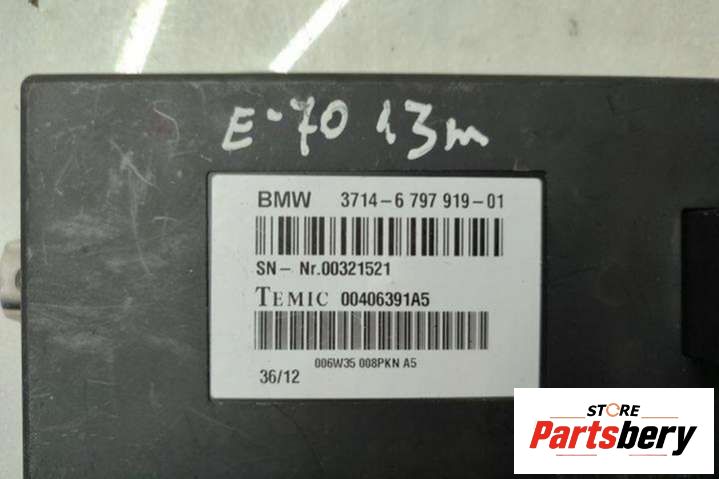 E-70 13m
BMW 3714-6 797 919-01
SN- Nr.00321521
TEMIC 00406391A5
006W35 008PKN A5
36/12
STORE
Partsbery